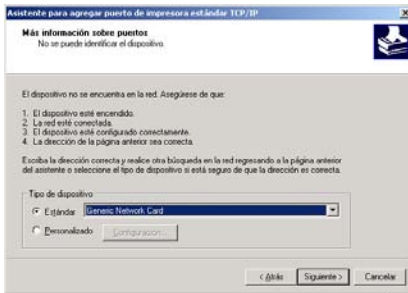 Asistente para agregar puerto de impresora estándar TCP/IP
Más información sobre puertos
No se puede identificar el dispositivo.
El dispositivo no se encuentra en la red. Asegúrese de que:
1. El dispositivo esté encendido.
2. La red esté conectada.
3. El dispositivo esté configurado correctamente.
4. La dirección de la página anterior sea correcta.
Escriba la dirección correcta y realice otra búsqueda en la red regresando a la página anterior
del asistente o seleccione el tipo de dispositivo si está seguro de que la dirección es correcta.
Tipo de dispositivo
Estándar Generic Network Card
Personalizado Configuración...
< Atrás Siguiente > Cancelar